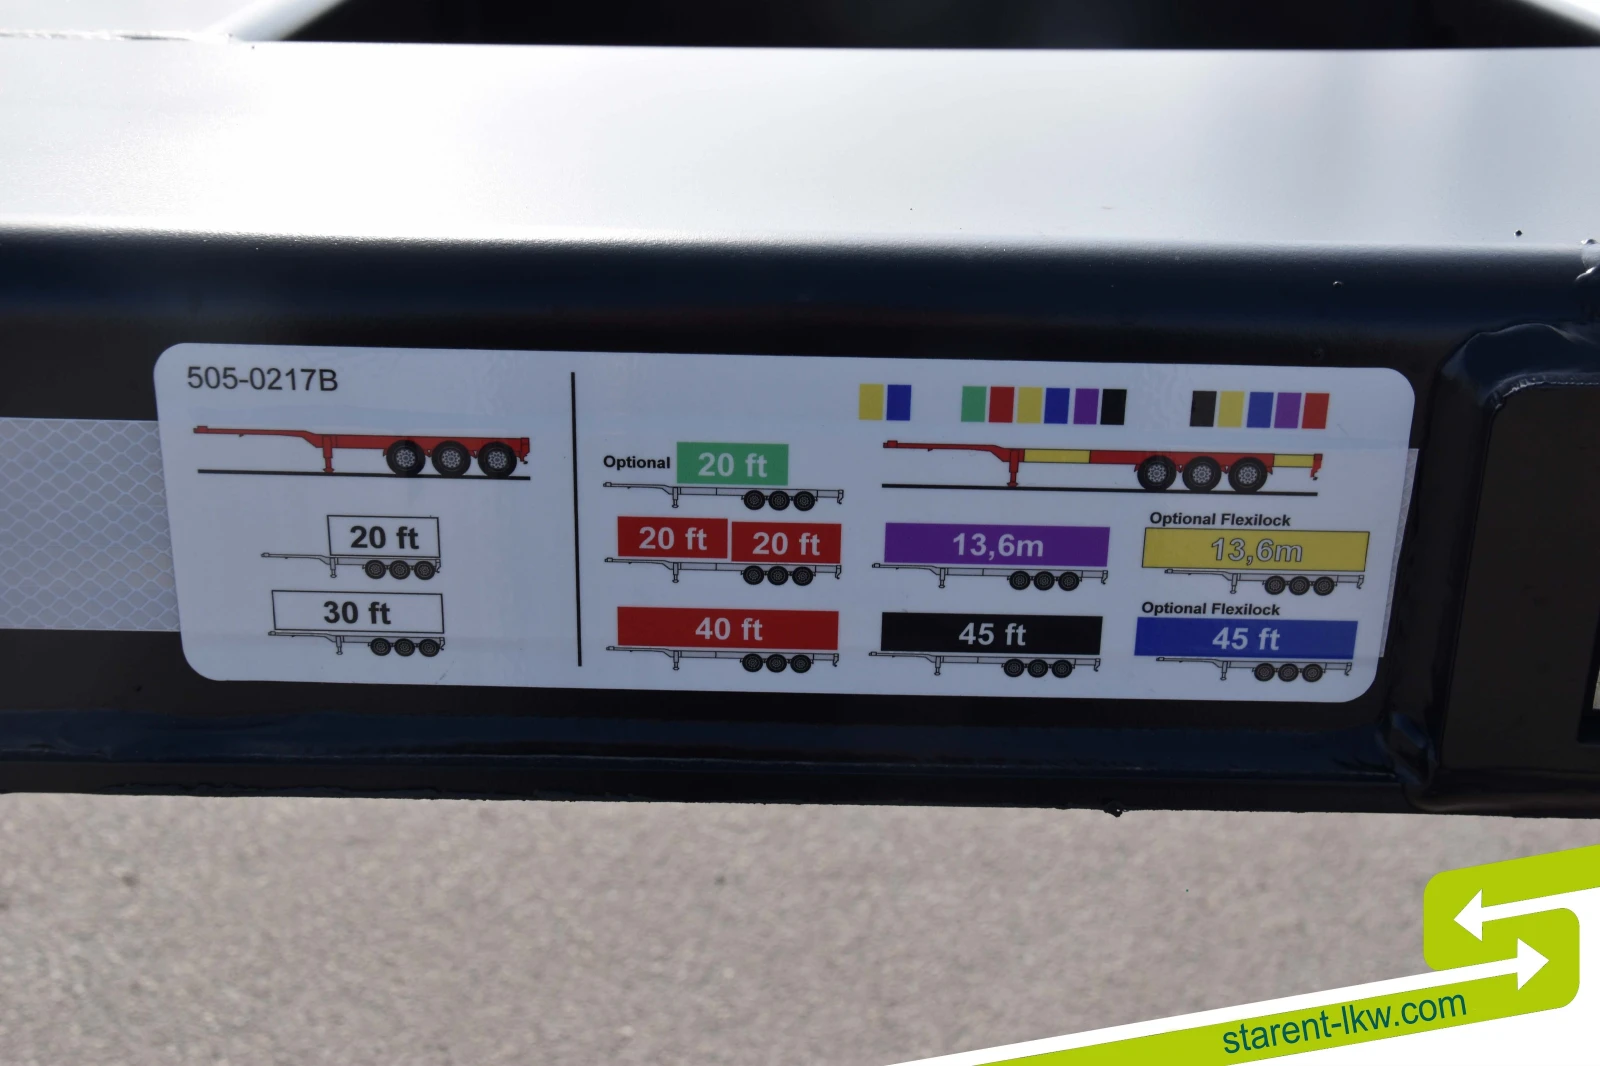 505-0217B
20 ft
30 ft
Optional 20 ft
20 ft 20 ft
40 ft
13,6m
45 ft
Optional Flexilock
13,6m
Optional Flexilock
45 ft
starent-lkw.com